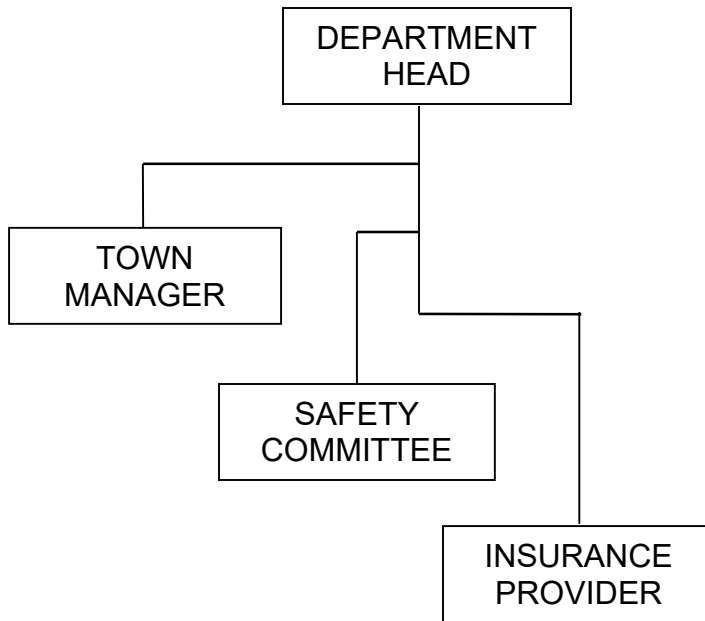 DEPARTMENT
HEAD
TOWN
MANAGER
SAFETY
COMMITTEE
INSURANCE
PROVIDER